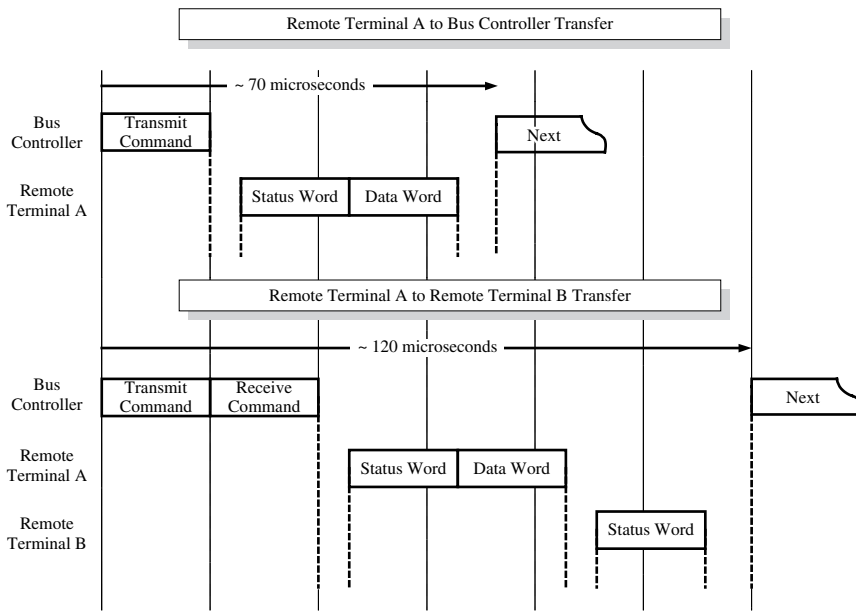 Remote Terminal A to Bus Controller Transfer
~ 70 microseconds
Bus
Controller
Transmit
Command
Next
Remote
Terminal A
Status Word
Data Word
Remote Terminal A to Remote Terminal B Transfer
~ 120 microseconds
Bus
Controller
Transmit
Command
Receive
Command
Next
Remote
Terminal A
Status Word
Data Word
Remote
Terminal B
Status Word